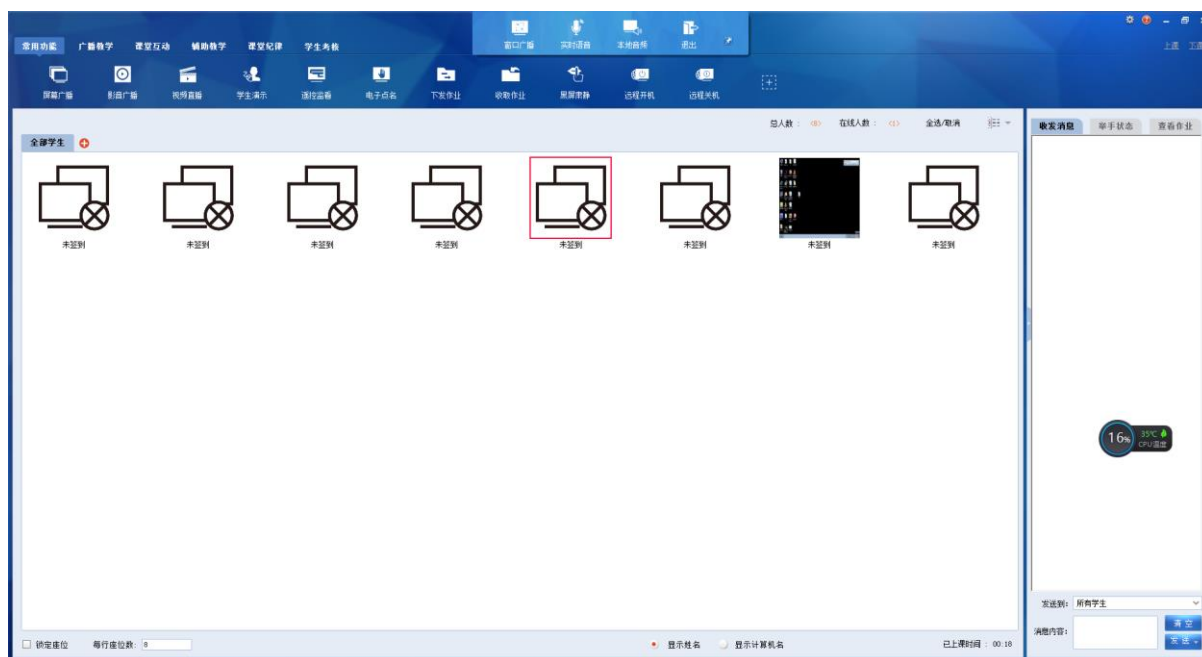 窗口广播 实时语音 本地音频 退出
常用功能 广播教学 课堂互动 辅助教学 课堂纪律 学生考核
上课
屏幕广播 影音广播 视频直播 学生演示 遥控监看 电子点名 下发作业 收取作业 黑屏肃静 远程开机 远程关机
总人数： <8> 在线人数： <1> 全选/取消
收发消息 举手状态 查看作业
全部学生
未签到 未签到 未签到 未签到 未签到 未签到 未签到 未签到
16% 35℃
CPU温度
发送到： 所有学生
消息内容：
清空
发送
锁定座位 每行座位数： 8 显示姓名 显示计算机名 已上课时间：00:18